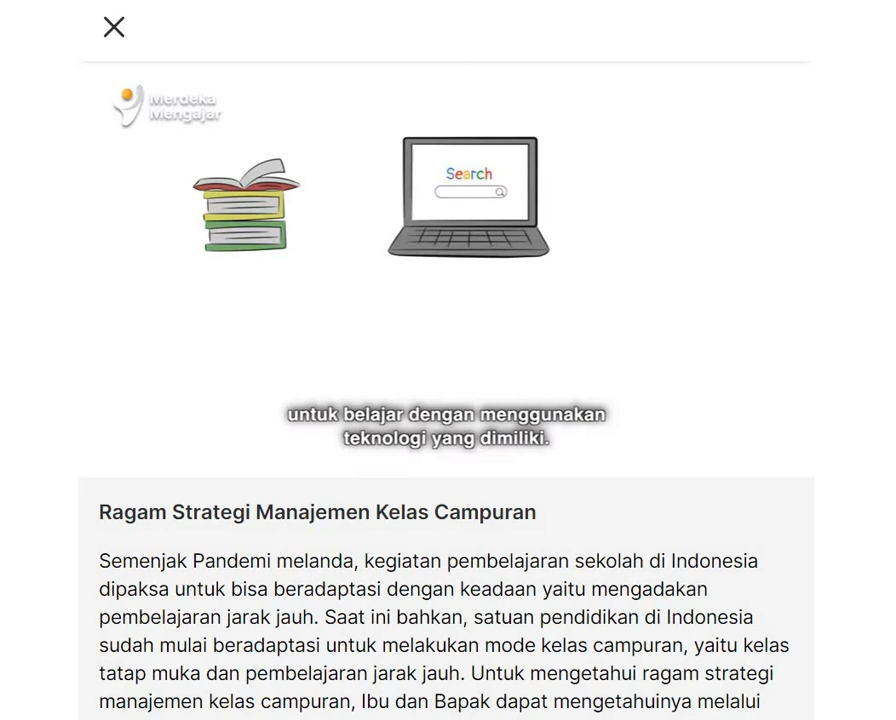 Merdeka
Mengajar
Search
untuk belajar dengan menggunakan
teknologi yang dimiliki.
Ragam Strategi Manajemen Kelas Campuran
Semenjak Pandemi melanda, kegiatan pembelajaran sekolah di Indonesia
dipaksa untuk bisa beradaptasi dengan keadaan yaitu mengadakan
pembelajaran jarak jauh. Saat ini bahkan, satuan pendidikan di Indonesia
sudah mulai beradaptasi untuk melakukan mode kelas campuran, yaitu kelas
tatap muka dan pembelajaran jarak jauh. Untuk mengetahui ragam strategi
manajemen kelas campuran, Ibu dan Bapak dapat mengetahuinya melalui